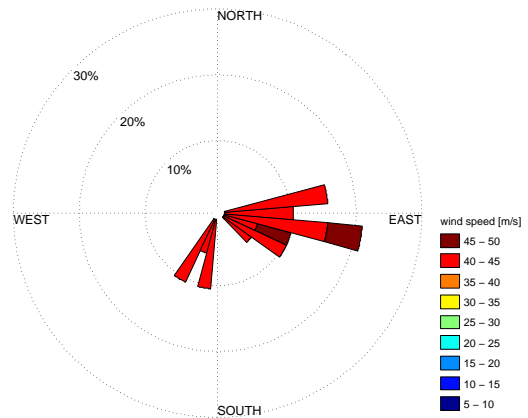 NORTH
30%
20%
10%
WEST
EAST
SOUTH
wind speed [m/s]
45 − 50
40 − 45
35 − 40
30 − 35
25 − 30
20 − 25
15 − 20
10 − 15
5 − 10